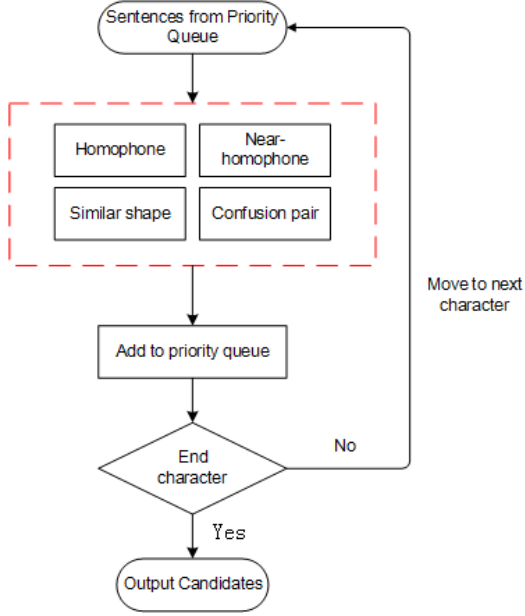 Sentences from Priority
Queue
Homophone
Near-
homophone
Similar shape
Confusion pair
Move to next
character
Add to priority queue
End
character
No
Yes
Output Candidates